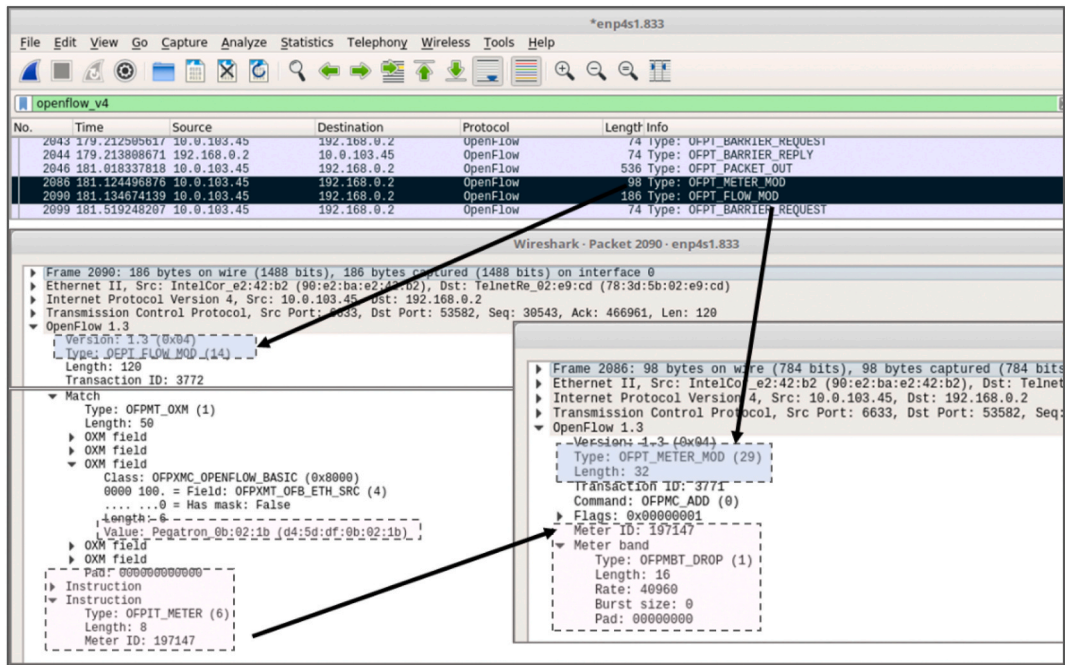 *enp4s1.833
File Edit View Go Capture Analyze Statistics Telephony Wireless Tools Help
openflow_v4
No. Time Source Destination Protocol Length Info
2043 179.212505617 10.0.103.45 192.168.0.2 OpenFlow 74 Type: OFPT_BARRIER_REQUEST
2044 179.213808671 192.168.0.2 10.0.103.45 OpenFlow 74 Type: OFPT_BARRIER_REPLY
2046 181.018337818 10.0.103.45 192.168.0.2 OpenFlow 536 Type: OFPT_PACKET_OUT
2086 181.124496876 10.0.103.45 192.168.0.2 OpenFlow 98 Type: OFPT_METER_MOD
2090 181.134674139 10.0.103.45 192.168.0.2 OpenFlow 186 Type: OFPT_FLOW_MOD
2099 181.519248207 10.0.103.45 192.168.0.2 OpenFlow 74 Type: OFPT_BARRIER_REQUEST
Wireshark · Packet 2090 · enp4s1.833
Frame 2090: 186 bytes on wire (1488 bits), 186 bytes captured (1488 bits) on interface 0
Ethernet II, Src: IntelCor_e2:42:b2 (90:e2:ba:e2:42:b2), Dst: TelnetRe_02:e9:cd (78:3d:5b:02:e9:cd)
Internet Protocol Version 4, Src: 10.0.103.45, Dst: 192.168.0.2
Transmission Control Protocol, Src Port: 6633, Dst Port: 53582, Seq: 30543, Ack: 466961, Len: 120
OpenFlow 1.3
Version: 1.3 (0x04)
Type: OFPT_FLOW_MOD (14)
Length: 120
Transaction ID: 3772
Match
Type: OFPMT_OXM (1)
Length: 50
OXM field
OXM field
OXM field
Class: OFPXMC_OPENFLOW_BASIC (0x8000)
0000 100. = Field: OFPXMT_OFB_ETH_SRC (4)
.... ...0 = Has mask: False
Length: 6
Value: Pegatron_0b:02:1b (d4:5d:df:0b:02:1b)
OXM field
OXM field
Pad: 000000000000
Instruction
Instruction
Type: OFPIT_METER (6)
Length: 8
Meter ID: 197147
Frame 2086: 98 bytes on wire (784 bits), 98 bytes captured (784 bits
Ethernet II, Src: IntelCor_e2:42:b2 (90:e2:ba:e2:42:b2), Dst: Telnet
Internet Protocol Version 4, Src: 10.0.103.45, Dst: 192.168.0.2
Transmission Control Protocol, Src Port: 6633, Dst Port: 53582, Seq:
OpenFlow 1.3
Version: 1.3 (0x04)
Type: OFPT_METER_MOD (29)
Length: 32
Transaction ID: 3771
Command: OFPMC_ADD (0)
Flags: 0x00000001
Meter ID: 197147
Meter band
Type: OFPMBT_DROP (1)
Length: 16
Rate: 40960
Burst size: 0
Pad: 00000000